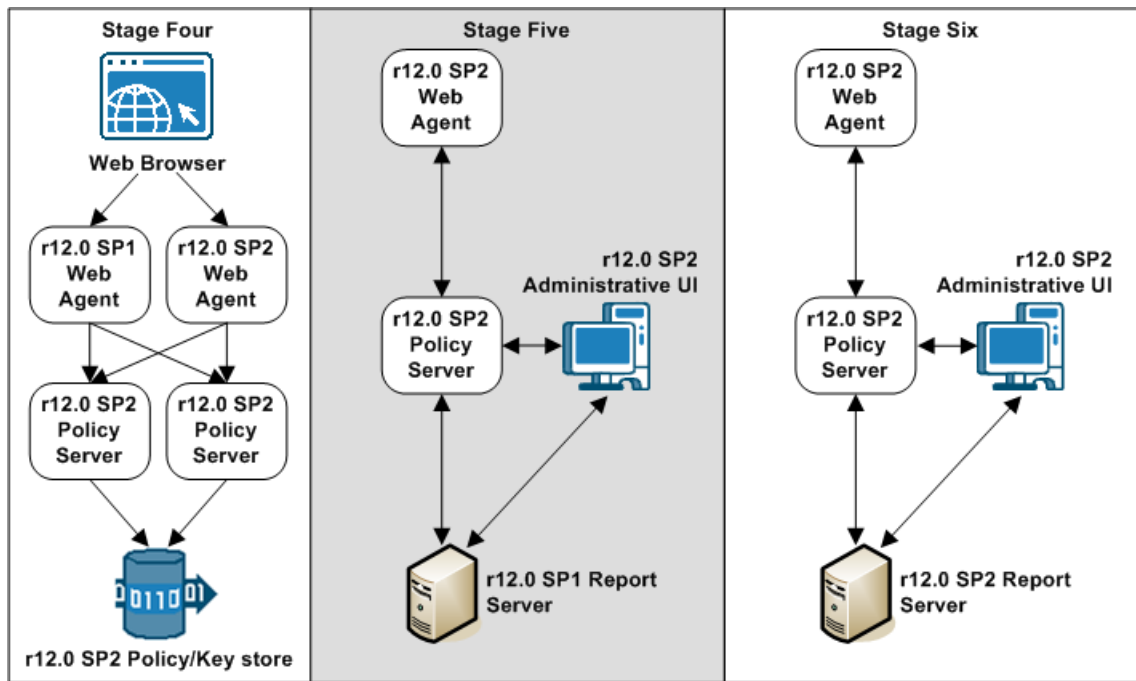 Stage Four
Web Browser
r12.0 SP1
Web
Agent
r12.0 SP2
Web
Agent
r12.0 SP2
Policy
Server
r12.0 SP2
Policy
Server
0110 01
r12.0 SP2 Policy/Key store
Stage Five
r12.0 SP2
Web
Agent
r12.0 SP2
Administrative UI
r12.0 SP2
Policy
Server
r12.0 SP1 Report
Server
Stage Six
r12.0 SP2
Web
Agent
r12.0 SP2
Administrative UI
r12.0 SP2
Policy
Server
r12.0 SP2 Report
Server